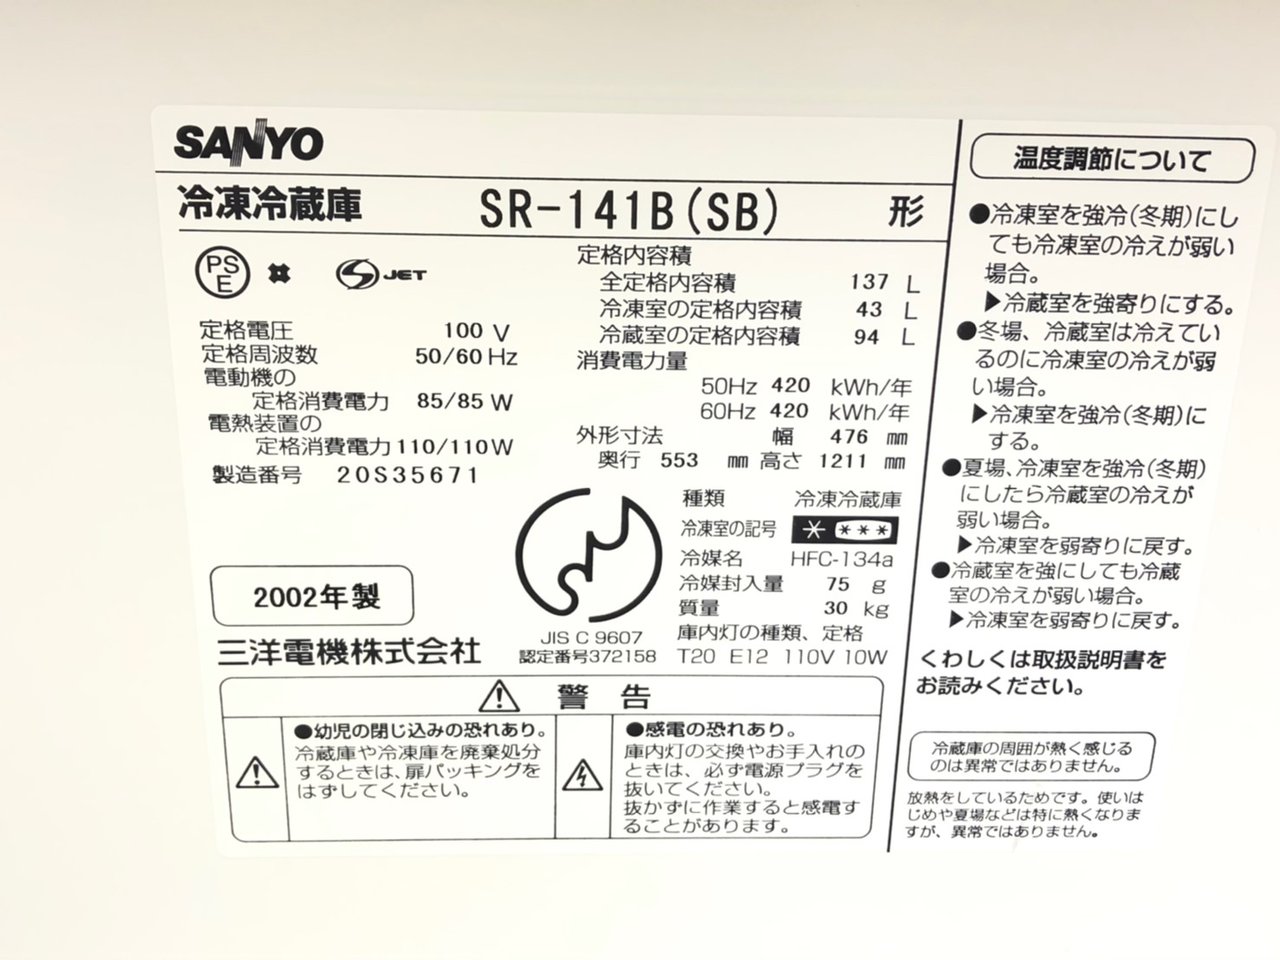 SANYO
冷凍冷蔵庫 SR-141B(SB) 形
PS
E
JET
定格電圧 100 V
定格周波数 50/60 Hz
電動機の
定格消費電力 85/85 W
電熱装置の
定格消費電力 110/110W
製造番号 20S35671
定格内容積
全定格内容積 137 L
冷凍室の定格内容積 43 L
冷蔵室の定格内容積 94 L
消費電力量
50Hz 420 kWh/年
60Hz 420 kWh/年
外形寸法 幅 476 mm
奥行 553 mm 高さ 1211 mm
種類 冷凍冷蔵庫
冷凍室の記号 * ***
冷媒名 HFC-134a
冷媒封入量 75 g
質量 30 kg
庫内灯の種類、定格
T20 E12 110V 10W
JIS C 9607
認定番号372158
2002年製
三洋電機株式会社
警告
●幼児の閉じ込みの恐れあり。
冷蔵庫や冷凍庫を廃棄処分
するときは、扉パッキングを
はずしてください。
●感電の恐れあり。
庫内灯の交換やお手入れの
ときは、必ず電源プラグを
抜いてください。
抜かずに作業すると感電す
ることがあります。
温度調節について
●冷凍室を強冷(冬期)にし
ても冷凍室の冷えが弱い
場合。
▶冷蔵室を強寄りにする。
●冬場、冷蔵室は冷えてい
るのに冷凍室の冷えが弱
い場合。
▶冷凍室を強冷(冬期)に
する。
●夏場、冷凍室を強冷(冬期)
にしたら冷蔵室の冷えが
弱い場合。
▶冷凍室を弱寄りに戻す。
●冷蔵室を強にしても冷蔵
室の冷えが弱い場合。
▶冷凍室を弱寄りに戻す。
くわしくは取扱説明書を
お読みください。
冷蔵庫の周囲が熱く感じる
のは異常ではありません。
放熱をしているためです。使いは
じめや夏場などは特に熱くなりま
すが、異常ではありません。